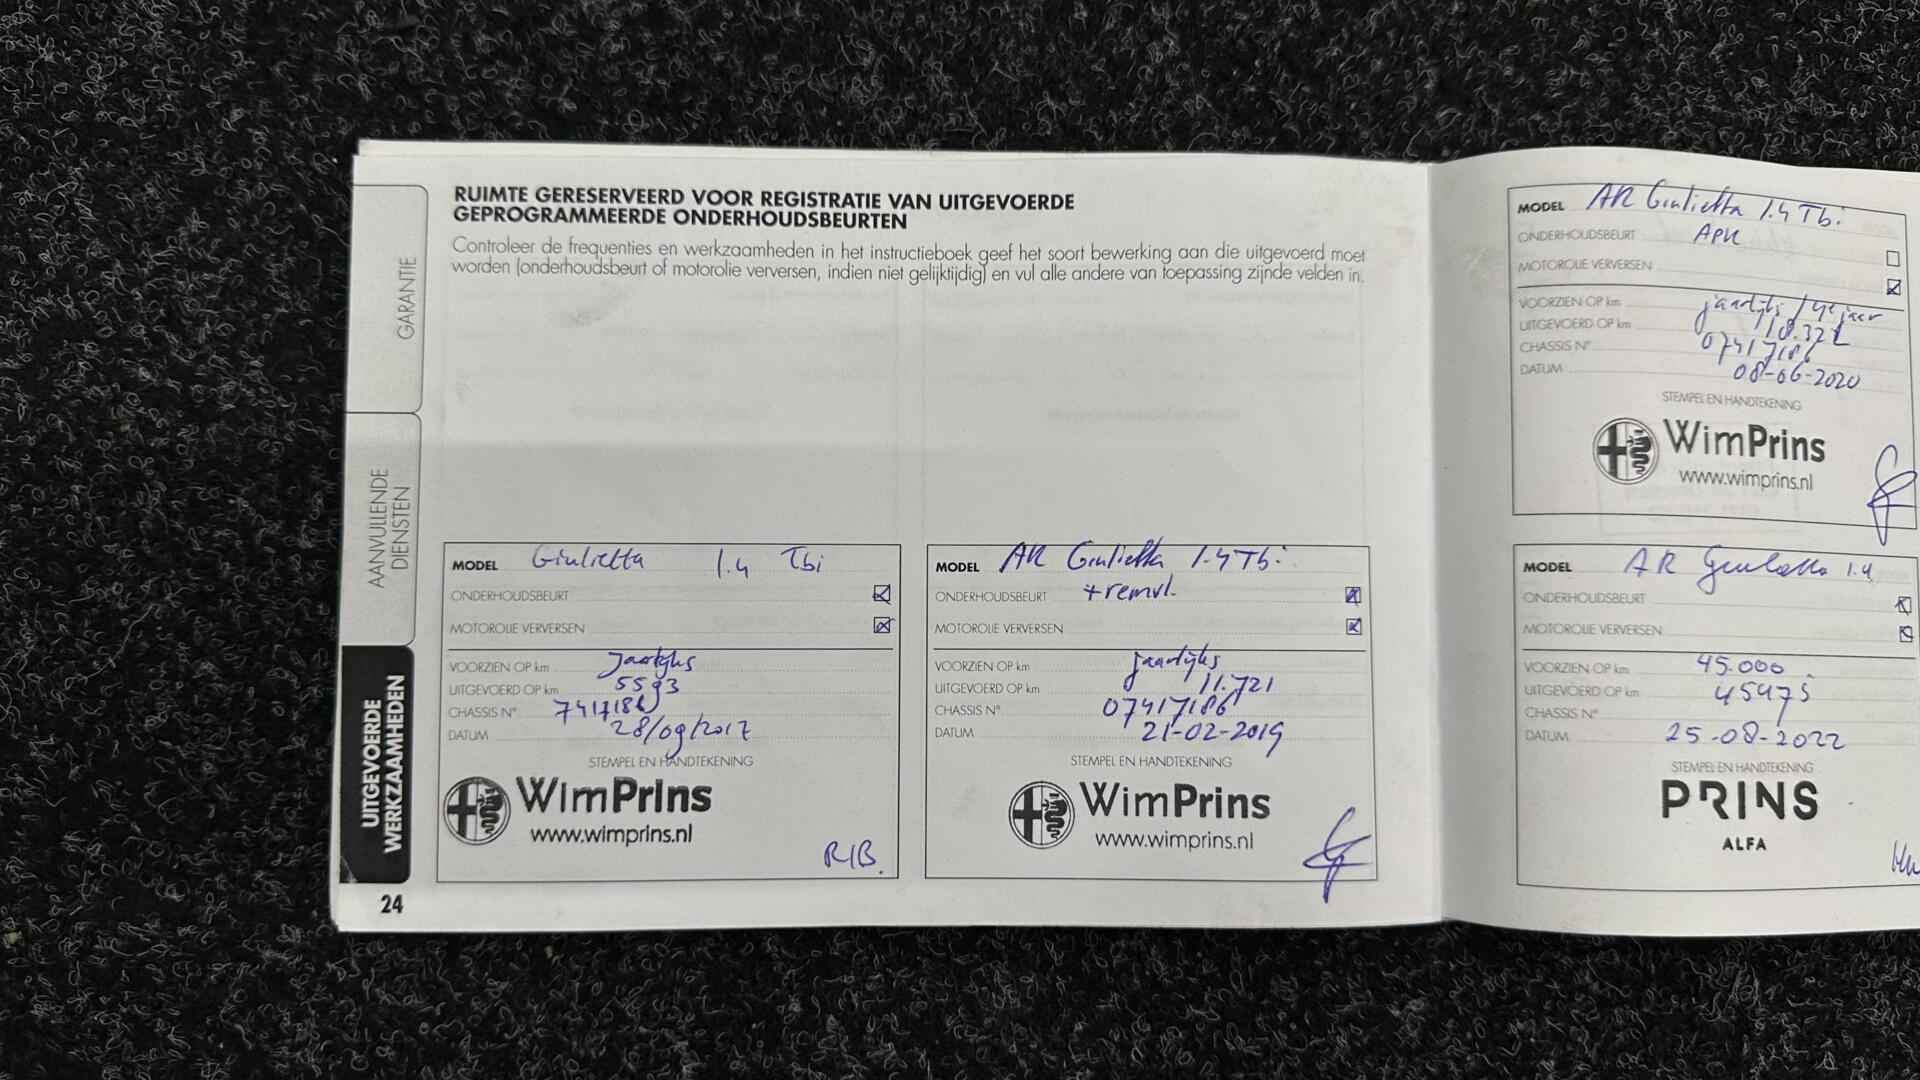 RUIMTE GERESERVEERD VOOR REGISTRATIE VAN UITGEVOERDE
GEPROGRAMMEERDE ONDERHOUDSBEURTEN
Controleer de frequenties en werkzaamheden in het instructieboek geef het soort bewerking aan die uitgevoerd moet
worden (onderhoudsbeurt of motorolie verversen, indien niet gelijktijdig) en vul alle andere van toepassing zijnde velden in.
GARANTIE
AANVULLENDE
DIENSTEN
UITGEVOERDE
WERKZAAMHEDEN
24
MODEL Giulietta 1.4 Tbi
ONDERHOUDSBEURT
MOTOROLIE VERVERSEN
VOORZIEN OP km Jaarlijks
UITGEVOERD OP km 5593
CHASSIS N° 7417186
DATUM 28/09/2017
STEMPEL EN HANDTEKENING
WimPrins
www.wimprins.nl
R/B.
MODEL AR Giulietta 1.4 Tbi
ONDERHOUDSBEURT + remvl.
MOTOROLIE VERVERSEN
VOORZIEN OP km jaarlijks
UITGEVOERD OP km 11.721
CHASSIS N° 07417186
DATUM 21-02-2019
STEMPEL EN HANDTEKENING
WimPrins
www.wimprins.nl
MODEL AR Giulietta 1.4 Tbi
ONDERHOUDSBEURT APK
MOTOROLIE VERVERSEN
VOORZIEN OP km jaarlijks / 4e jaar
UITGEVOERD OP km 18.322
CHASSIS N° 07417186
DATUM 08-06-2020
STEMPEL EN HANDTEKENING
WimPrins
www.wimprins.nl
MODEL AR Giulietta 1.4
ONDERHOUDSBEURT
MOTOROLIE VERVERSEN
VOORZIEN OP km 45.000
UITGEVOERD OP km 45475
CHASSIS N°
DATUM 25-08-2022
STEMPEL EN HANDTEKENING
PRINS
ALFA